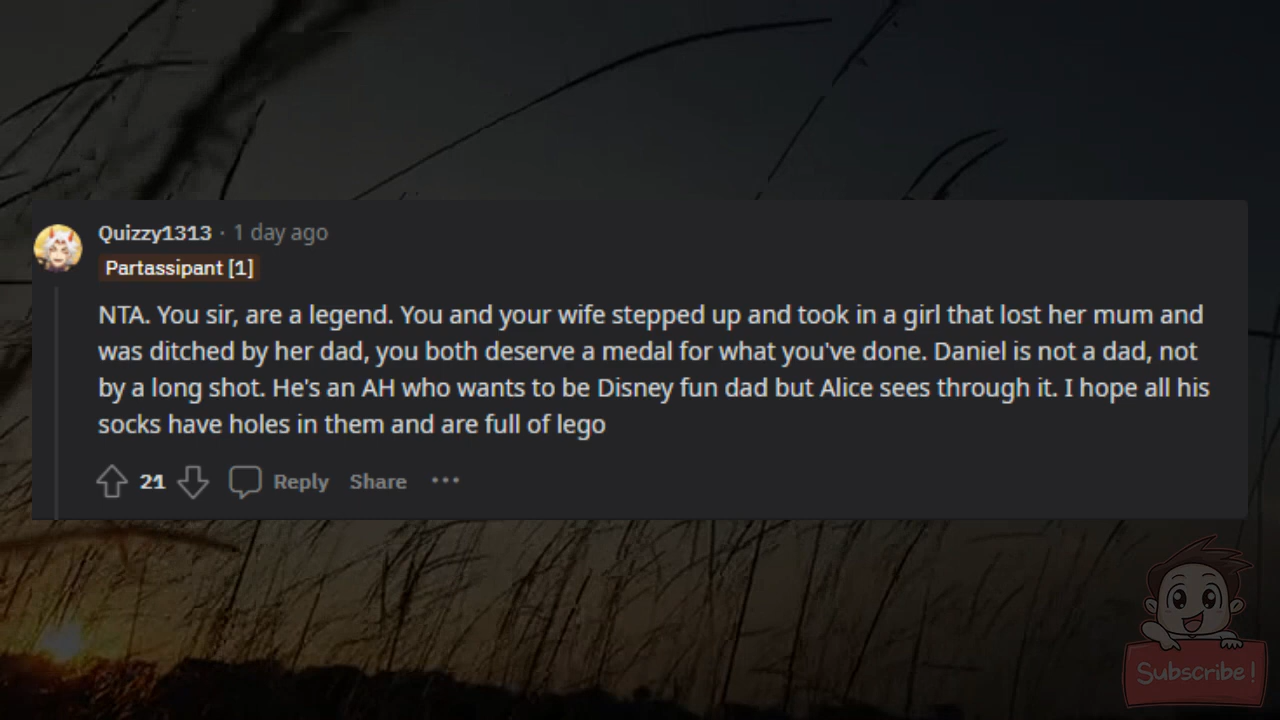 Quizzy1313 · 1 day ago
Partassipant [1]
NTA. You sir, are a legend. You and your wife stepped up and took in a girl that lost her mum and
was ditched by her dad, you both deserve a medal for what you've done. Daniel is not a dad, not
by a long shot. He's an AH who wants to be Disney fun dad but Alice sees through it. I hope all his
socks have holes in them and are full of lego
21 Reply Share ···
Subscribe!